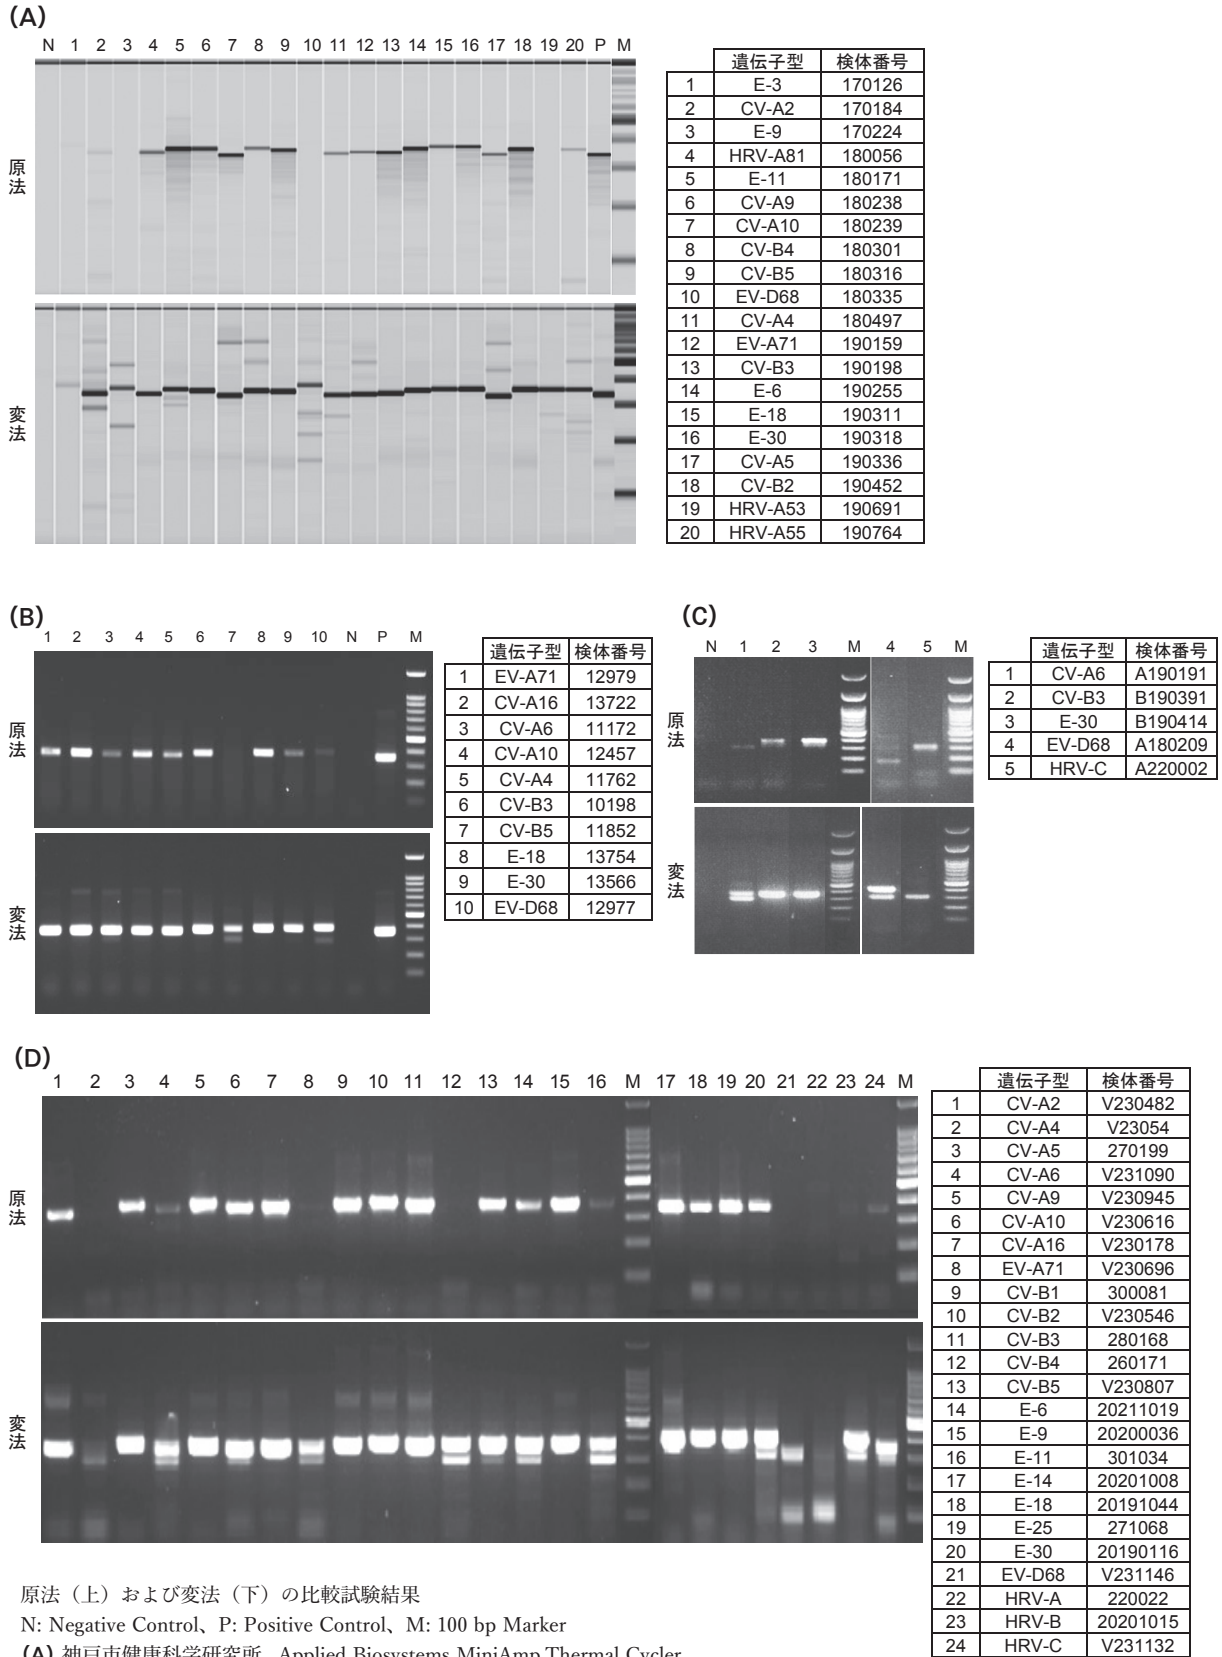 (A)
N 1 2 3 4 5 6 7 8 9 10 11 12 13 14 15 16 17 18 19 20 P M
原法
変法
遺伝子型 検体番号
1 E-3 170126
2 CV-A2 170184
3 E-9 170224
4 HRV-A81 180056
5 E-11 180171
6 CV-A9 180238
7 CV-A10 180239
8 CV-B4 180301
9 CV-B5 180316
10 EV-D68 180335
11 CV-A4 180497
12 EV-A71 190159
13 CV-B3 190198
14 E-6 190255
15 E-18 190311
16 E-30 190318
17 CV-A5 190336
18 CV-B2 190452
19 HRV-A53 190691
20 HRV-A55 190764
(B)
1 2 3 4 5 6 7 8 9 10 N P M
原法
変法
遺伝子型 検体番号
1 EV-A71 12979
2 CV-A16 13722
3 CV-A6 11172
4 CV-A10 12457
5 CV-A4 11762
6 CV-B3 10198
7 CV-B5 11852
8 E-18 13754
9 E-30 13566
10 EV-D68 12977
(C)
N 1 2 3 M 4 5 M
原法
変法
遺伝子型 検体番号
1 CV-A6 A190191
2 CV-B3 B190391
3 E-30 B190414
4 EV-D68 A180209
5 HRV-C A220002
(D)
1 2 3 4 5 6 7 8 9 10 11 12 13 14 15 16 M 17 18 19 20 21 22 23 24 M
原法
変法
遺伝子型 検体番号
1 CV-A2 V230482
2 CV-A4 V23054
3 CV-A5 270199
4 CV-A6 V231090
5 CV-A9 V230945
6 CV-A10 V230616
7 CV-A16 V230178
8 EV-A71 V230696
9 CV-B1 300081
10 CV-B2 V230546
11 CV-B3 280168
12 CV-B4 260171
13 CV-B5 V230807
14 E-6 20211019
15 E-9 20200036
16 E-11 301034
17 E-14 20201008
18 E-18 20191044
19 E-25 271068
20 E-30 20190116
21 EV-D68 V231146
22 HRV-A 220022
23 HRV-B 20201015
24 HRV-C V231132
原法（上）および変法（下）の比較試験結果
N: Negative Control、P: Positive Control、M: 100 bp Marker
(A) 神戸市健康科学研究所 Applied Biosystems MiniAmp Thermal Cycler